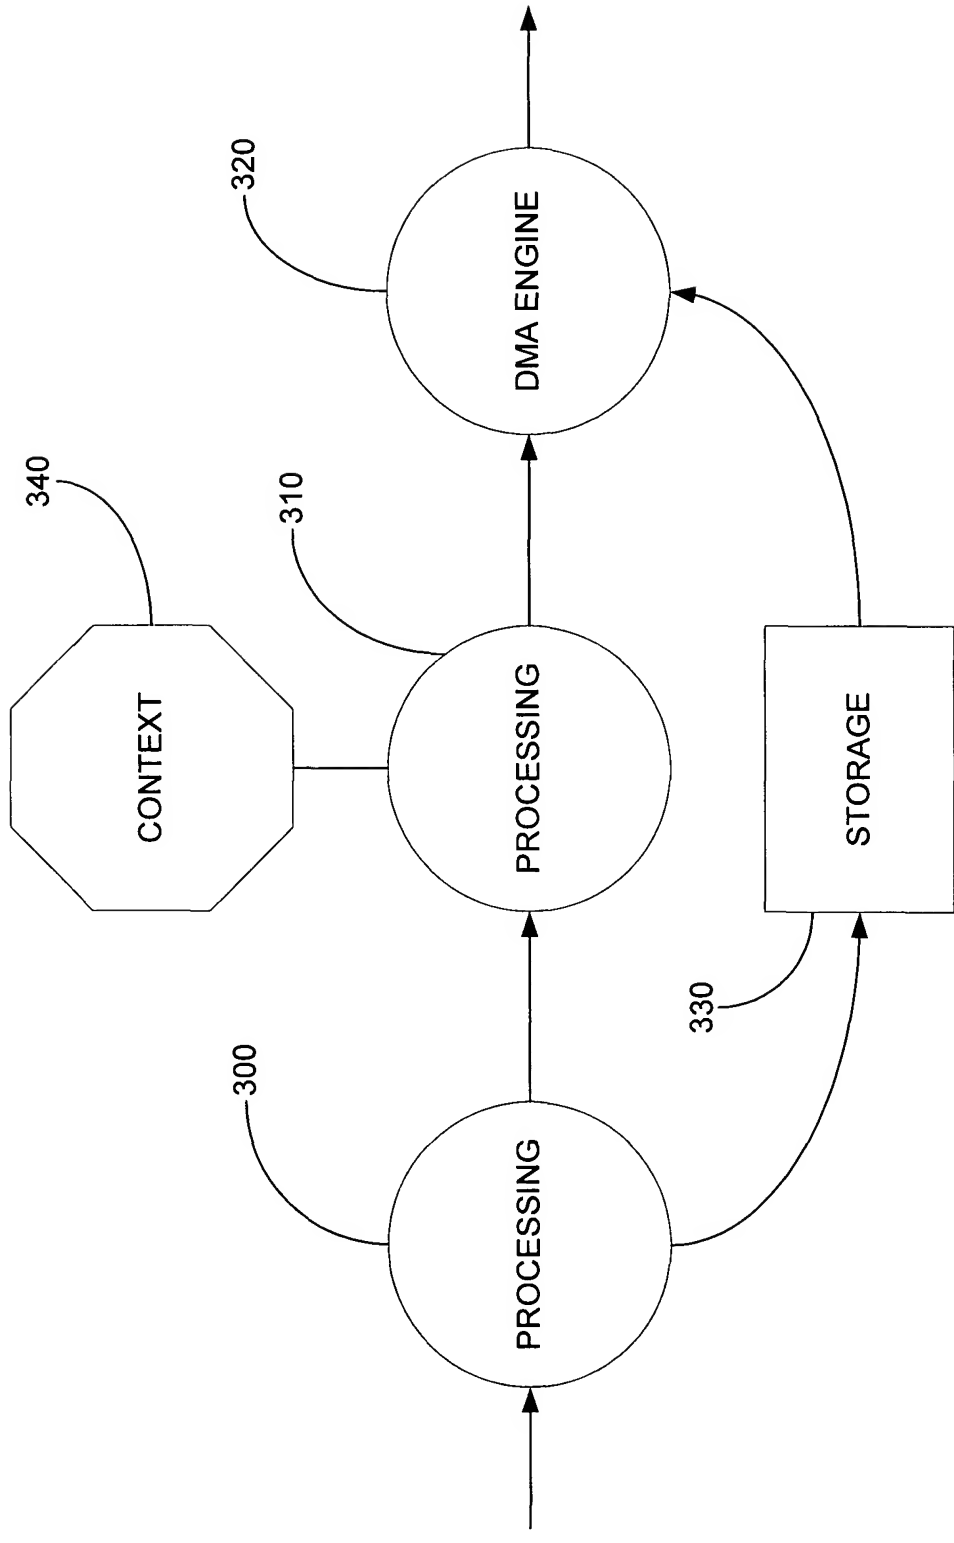 340
CONTEXT
300
310
320
PROCESSING
PROCESSING
DMA ENGINE
330
STORAGE